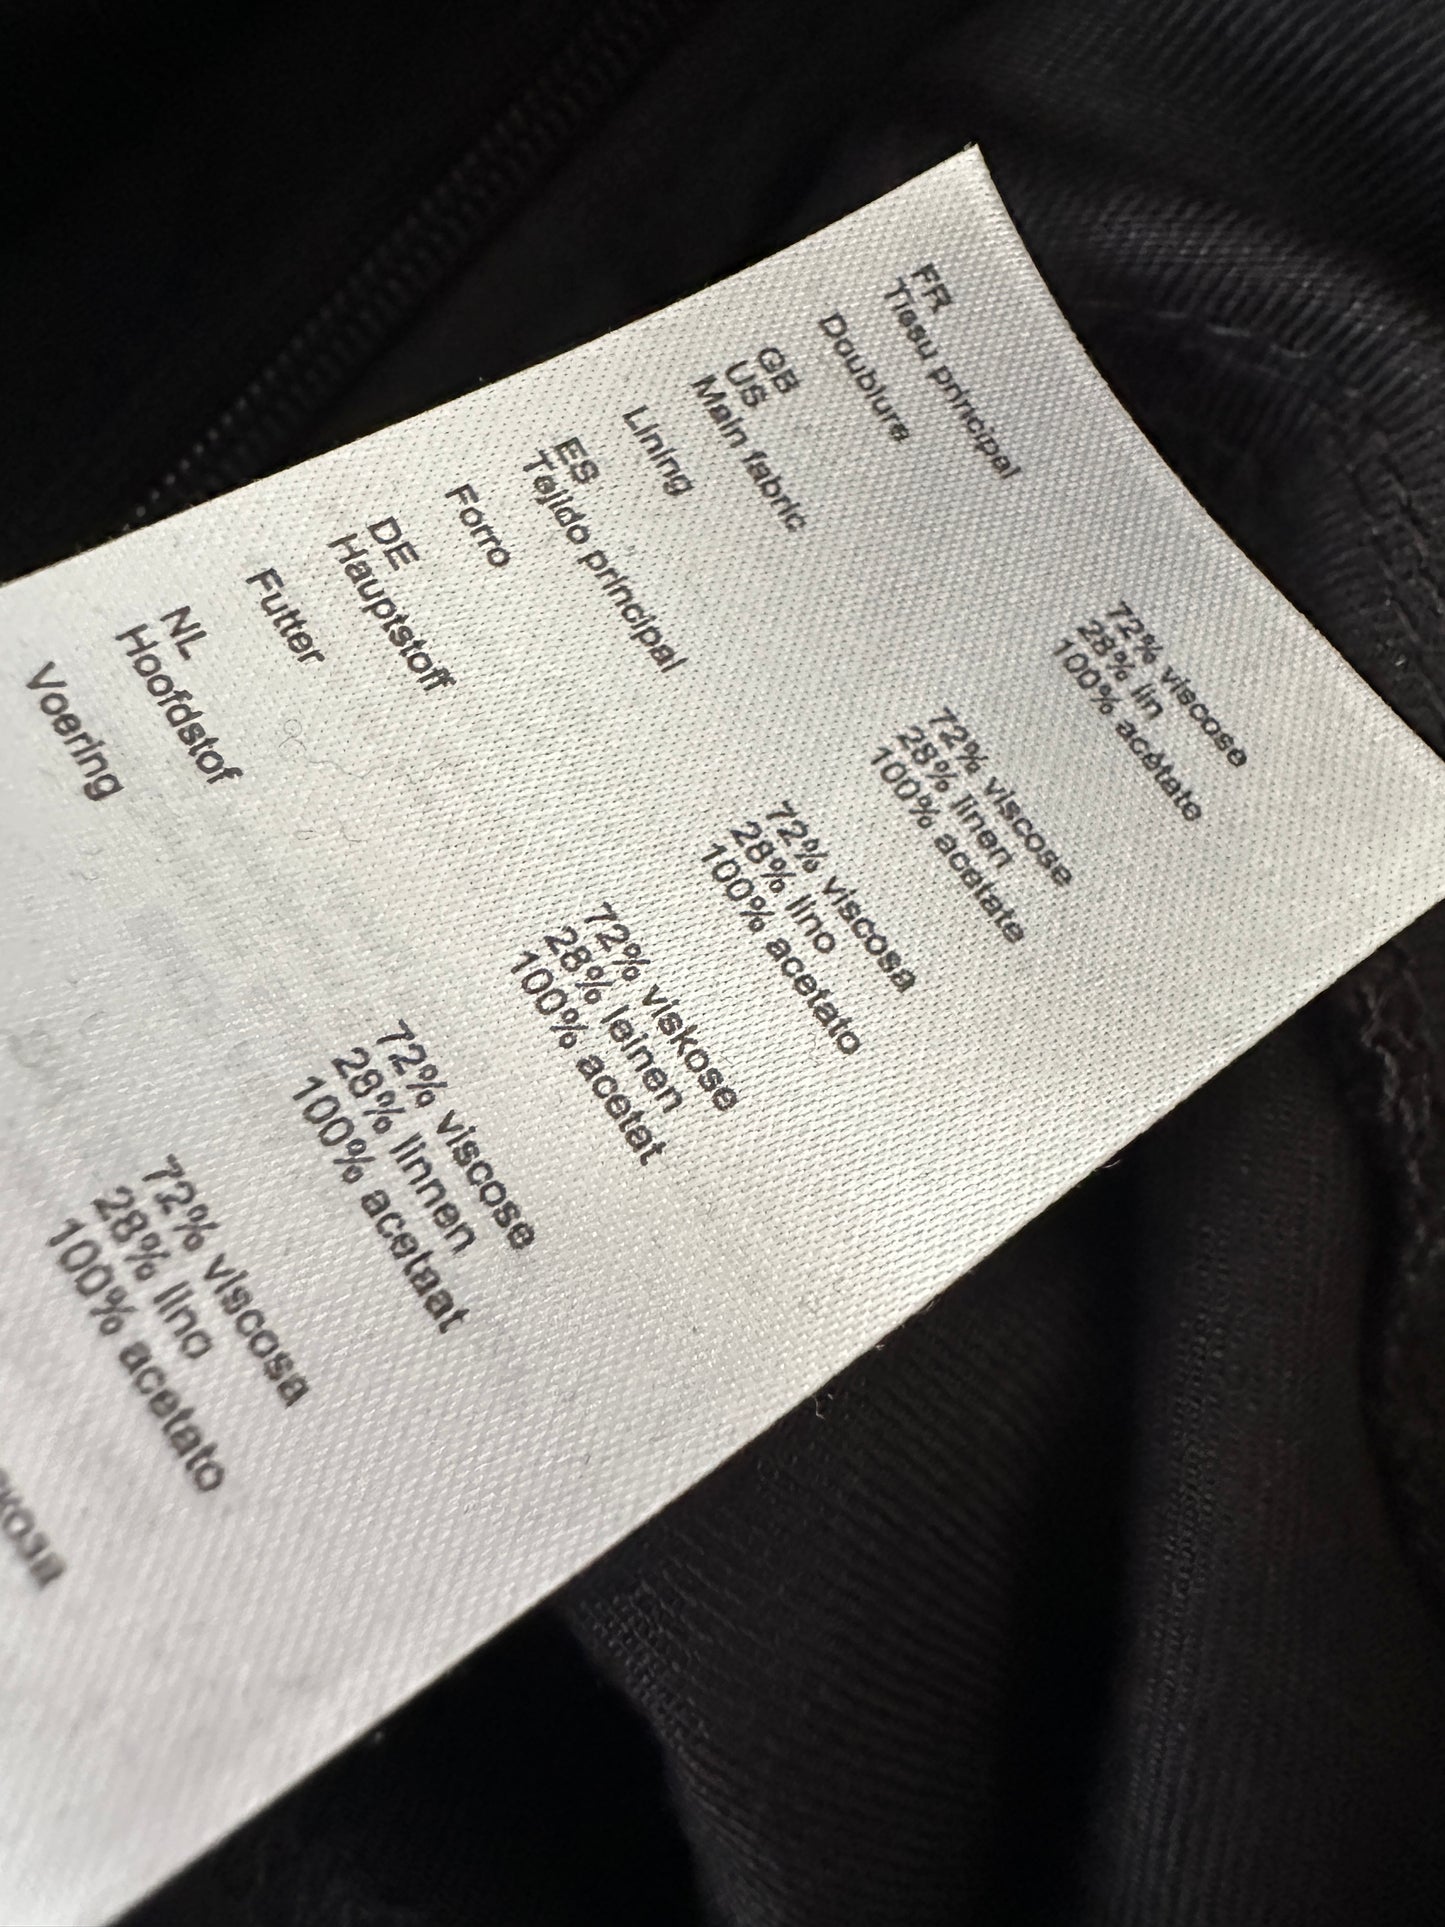 FR
Tissu principal 72% viscose
28% lin
Doublure 100% acétate
GB
US
Main fabric 72% viscose
28% linen
Lining 100% acetate
ES
Tejido principal 72% viscosa
28% lino
Forro 100% acetato
DE
Hauptstoff 72% viskose
28% leinen
Futter 100% acetat
NL
Hoofdstof 72% viscose
28% linnen
Voering 100% acetaat
72% viscosa
28% lino
100% acetato